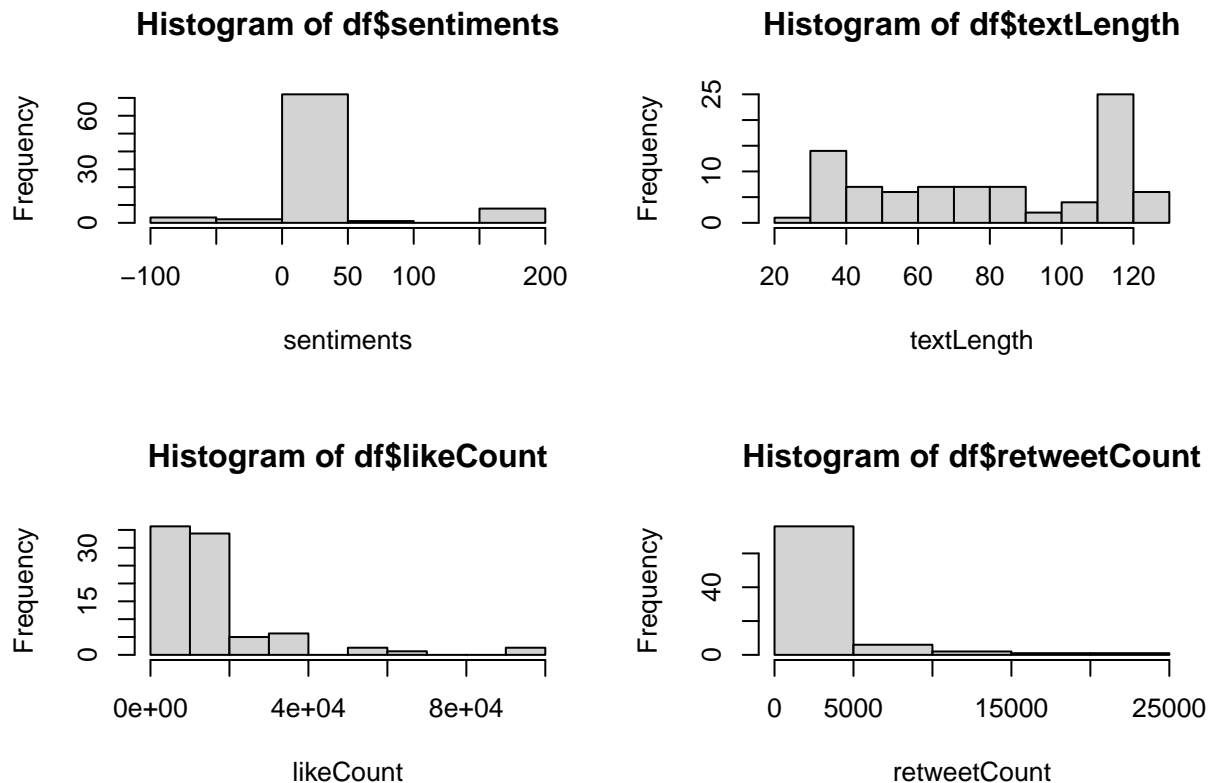 Histogram of df$sentiments
Frequency
0
30
60
−100
0
50
100
200
sentiments
Histogram of df$textLength
Frequency
0
10
25
20
40
60
80
100
120
textLength
Histogram of df$likeCount
Frequency
0
15
30
0e+00
4e+04
8e+04
likeCount
Histogram of df$retweetCount
Frequency
0
40
0
5000
15000
25000
retweetCount